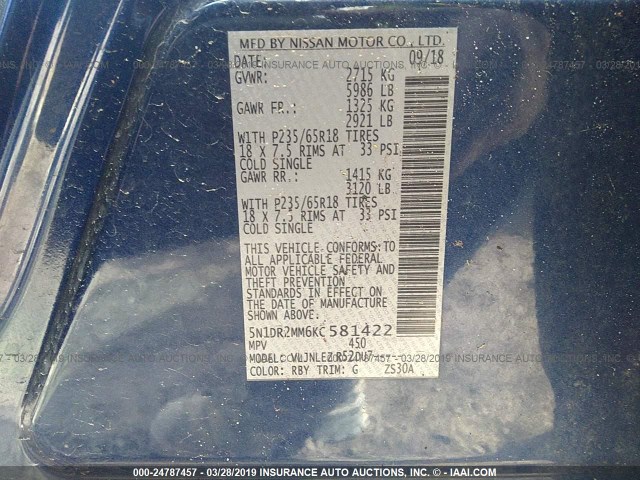 MFD BY NISSAN MOTOR CO., LTD.
DATE: 09/18
GVWR: 2715 KG
5986 LB
GAWR FR.: 1325 KG
2921 LB
WITH P235/65R18 TIRES
18 X 7.5 RIMS AT 33 PSI
COLD SINGLE
GAWR RR.: 1415 KG
3120 LB
WITH P235/65R18 TIRES
18 X 7.5 RIMS AT 33 PSI
COLD SINGLE
THIS VEHICLE CONFORMS TO
ALL APPLICABLE FEDERAL
MOTOR VEHICLE SAFETY AND
THEFT PREVENTION
STANDARDS IN EFFECT ON
THE DATE OF MANUFACTURE
SHOWN ABOVE.
5N1DR2MM6KC581422
MPV 450
MODEL: VLJNLEZ R52DU7
COLOR: RBY TRIM: G ZS30A
000-24787457 - 03/28/2019 INSURANCE AUTO AUCTIONS, INC. - © - IAAI.COM